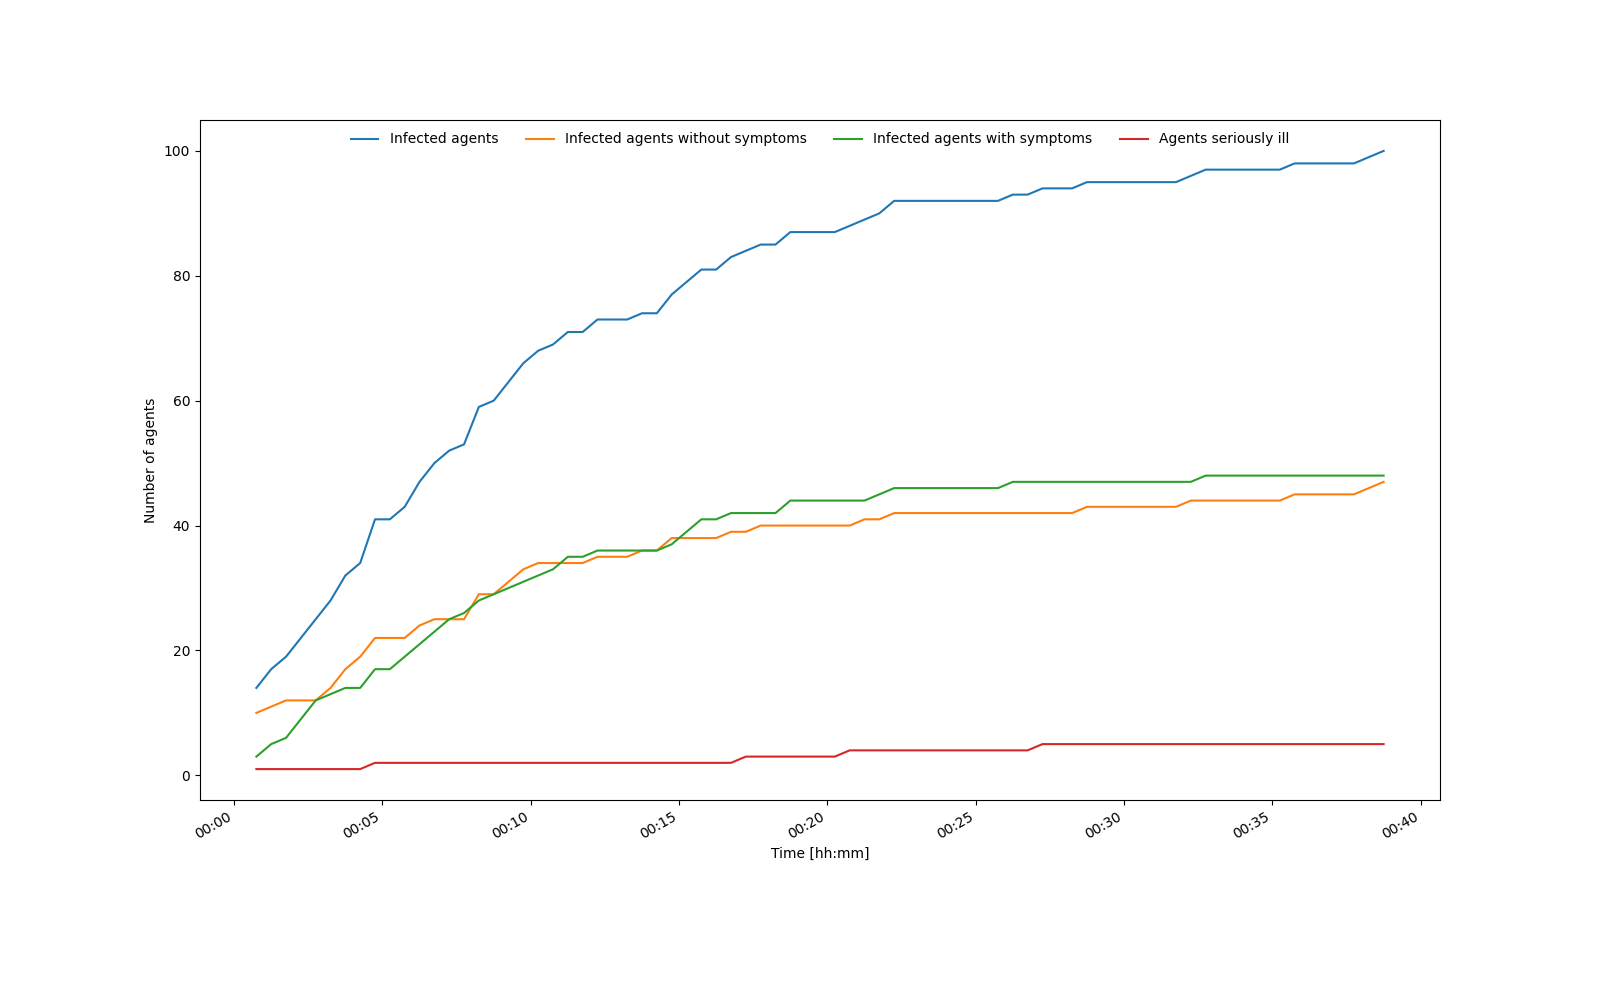 Infected agents Infected agents without symptoms Infected agents with symptoms Agents seriously ill
100
80
60
40
20
0
Number of agents
00:00 00:05 00:10 00:15 00:20 00:25 00:30 00:35 00:40
Time [hh:mm]